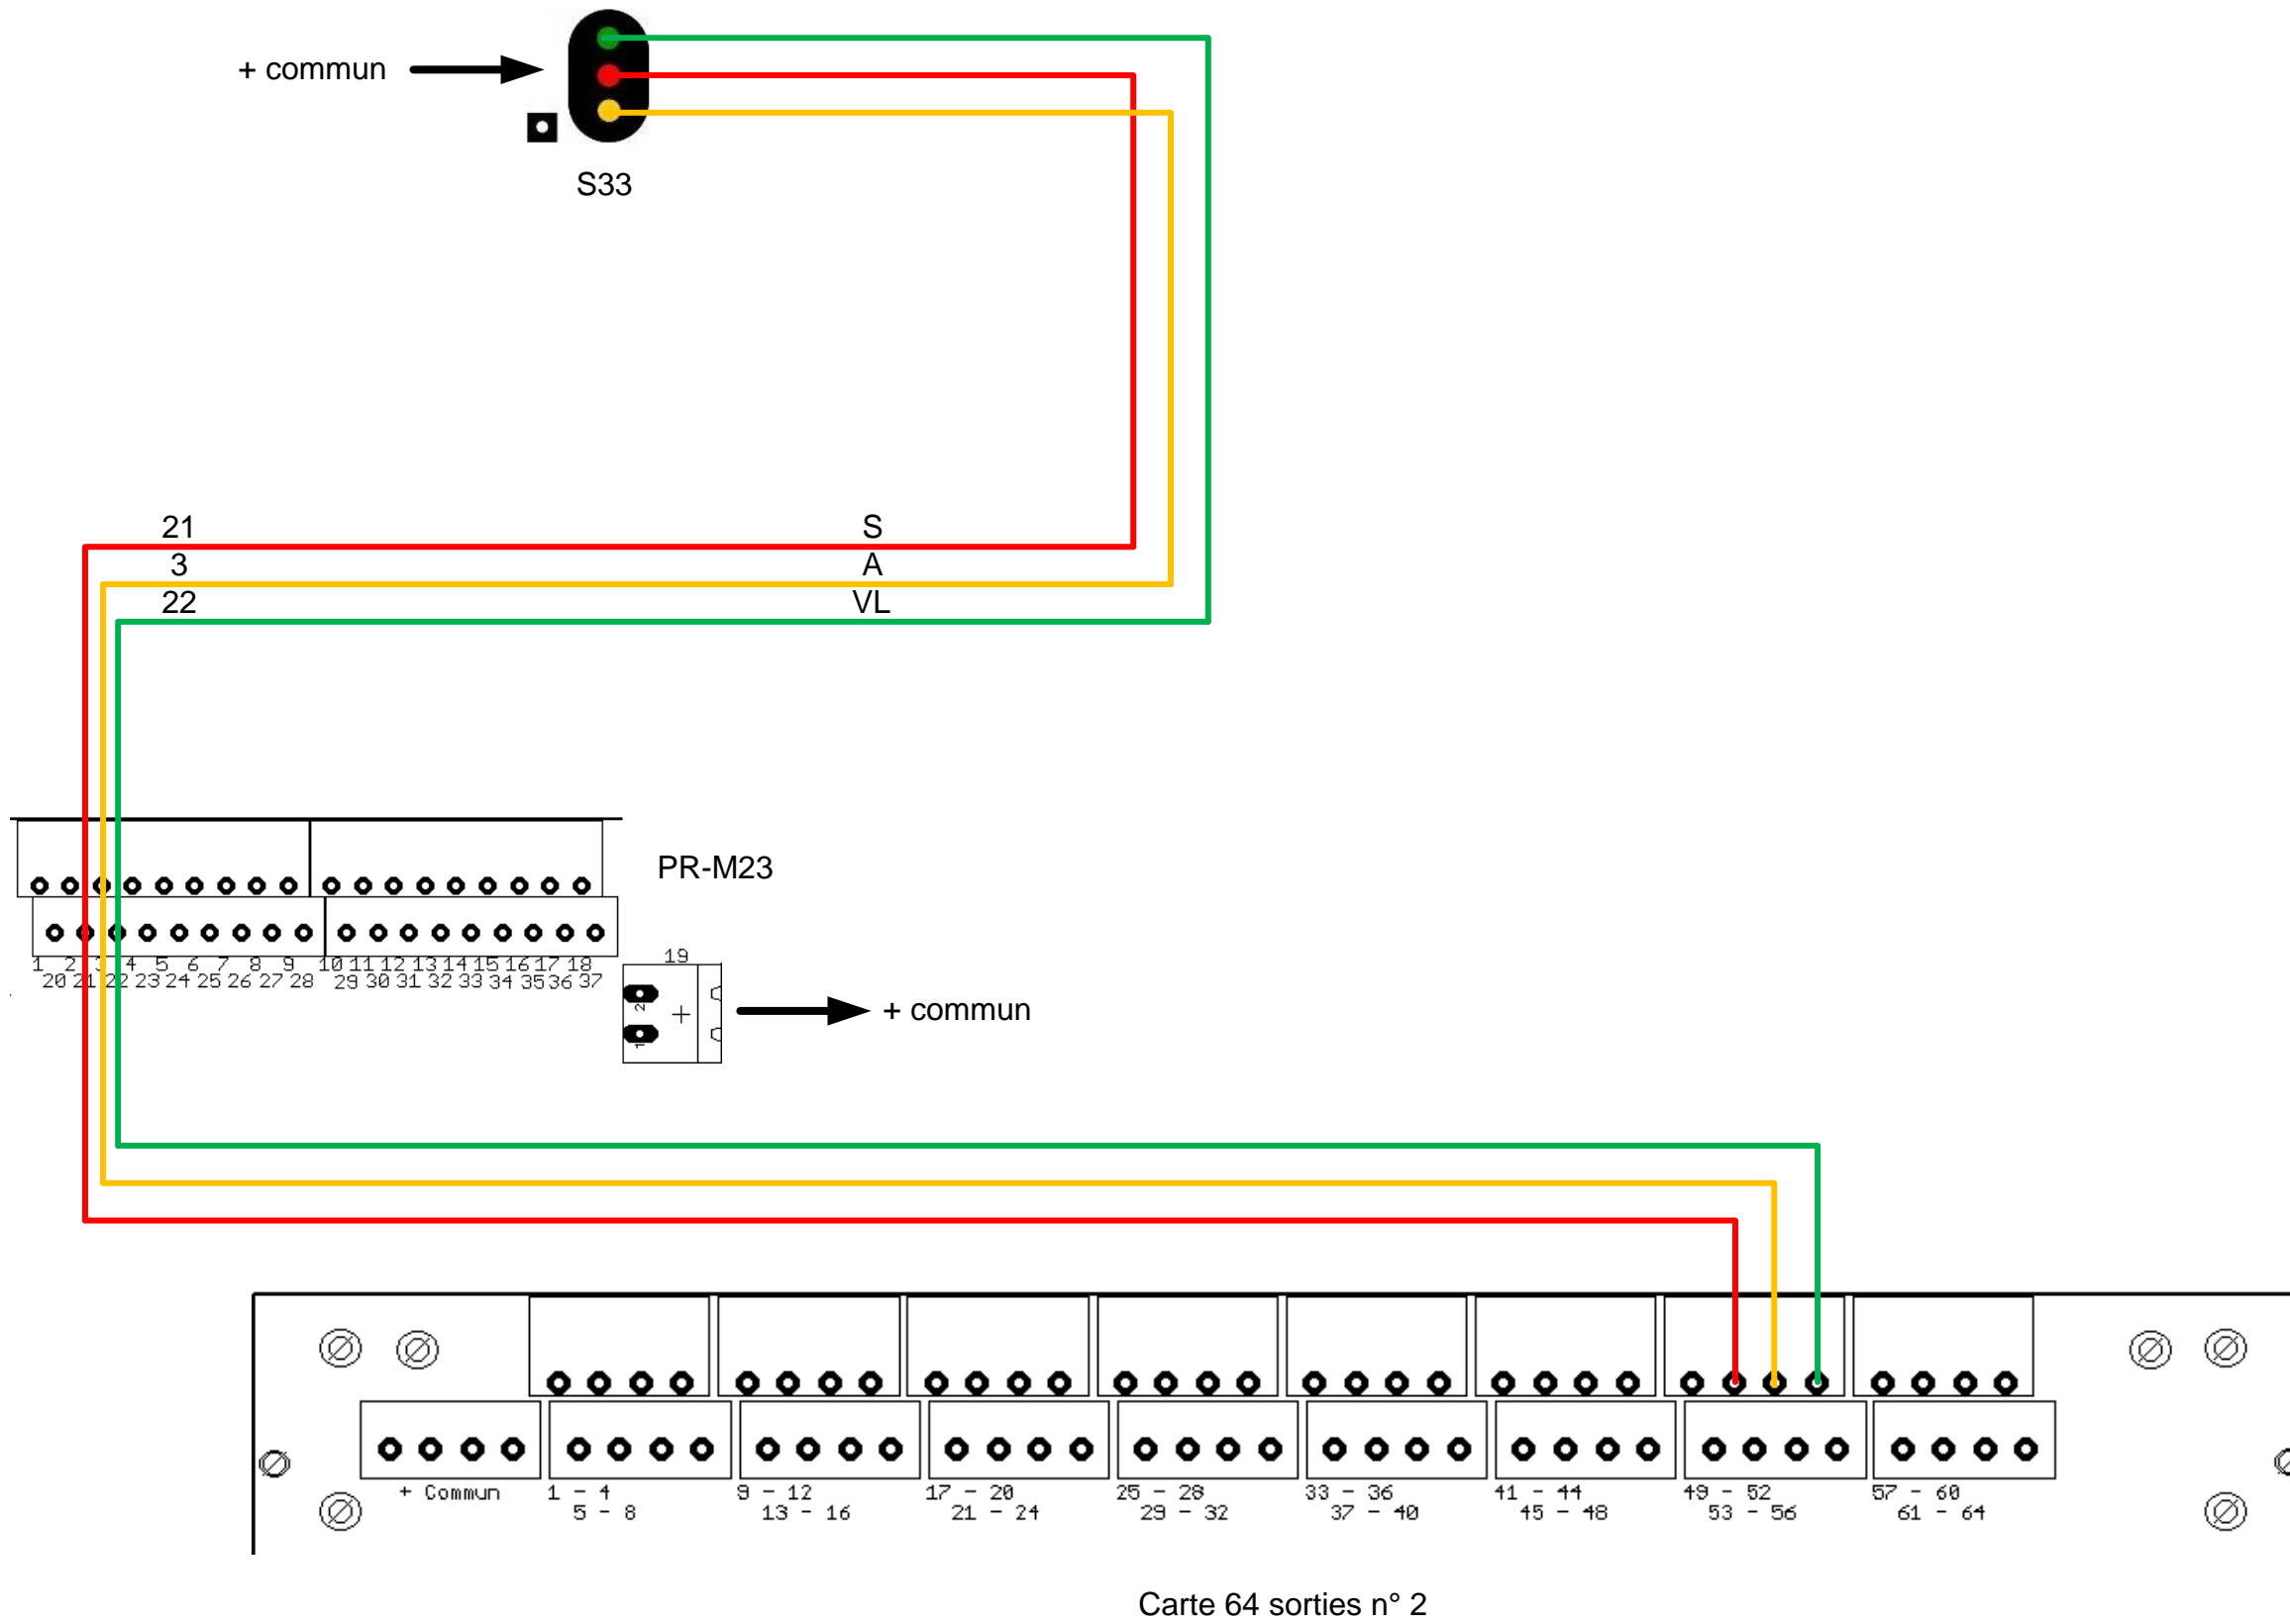 + commun
S33
21 S
3 A
22 VL
PR-M23
1 2 3 4 5 6 7 8 9 10 11 12 13 14 15 16 17 18
20 21 22 23 24 25 26 27 28 29 30 31 32 33 34 35 36 37
19
2
1
+
+ commun
+ Commun 1 - 4 9 - 12 17 - 20 25 - 28 33 - 36 41 - 44 49 - 52 57 - 60
5 - 8 13 - 16 21 - 24 29 - 32 37 - 40 45 - 48 53 - 56 61 - 64
Carte 64 sorties n° 2